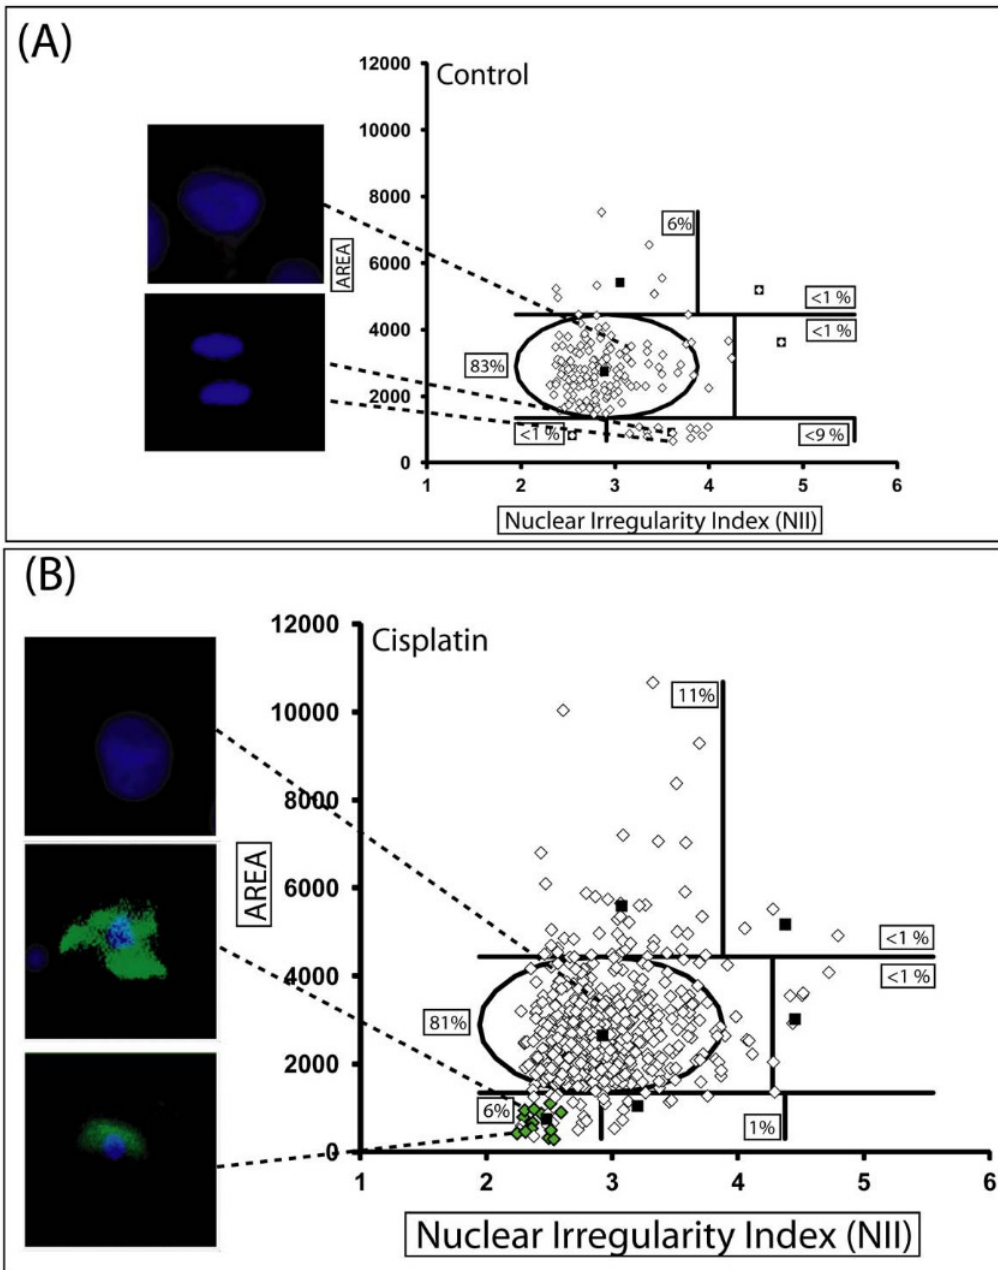 (A)
Control
12000
10000
8000
6000
4000
2000
0
AREA
6%
<1 %
<1 %
83%
<1 %
<9 %
1 2 3 4 5 6
Nuclear Irregularity Index (NII)
(B)
Cisplatin
12000
10000
8000
6000
4000
2000
0
AREA
11%
<1 %
<1 %
81%
6%
1%
1 2 3 4 5 6
Nuclear Irregularity Index (NII)